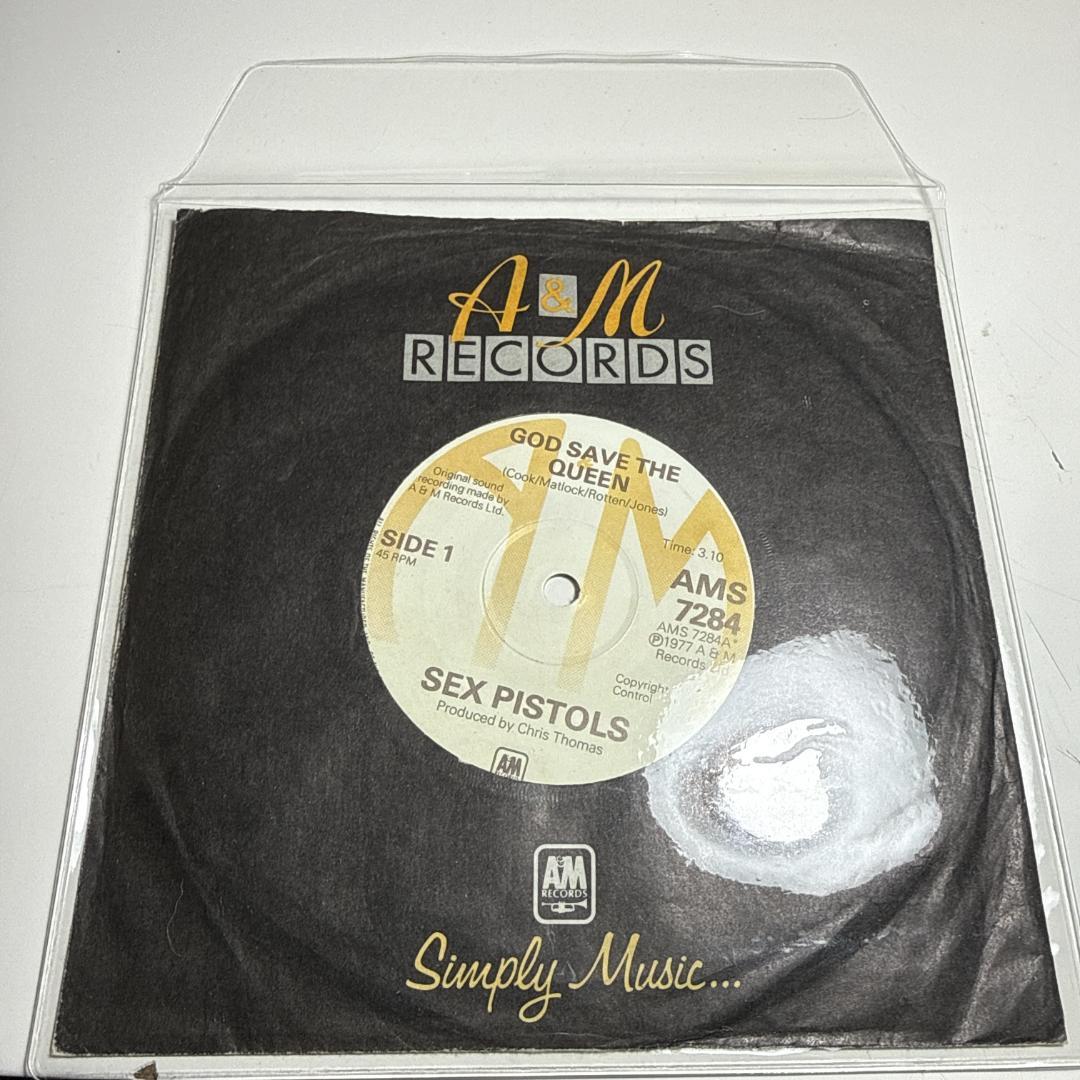 A & M
RECORDS
GOD SAVE THE
QUEEN
(Cook/Matlock/Rotten/Jones)
Original sound
recording made by
A & M Records Ltd.
SIDE 1
45 RPM
Time: 3.10
AMS
7284
AMS 7284A*
℗1977 A & M
Records Ltd.
Copyright
Control
SEX PISTOLS
Produced by Chris Thomas
A&M
A&M
RECORDS
Simply Music...